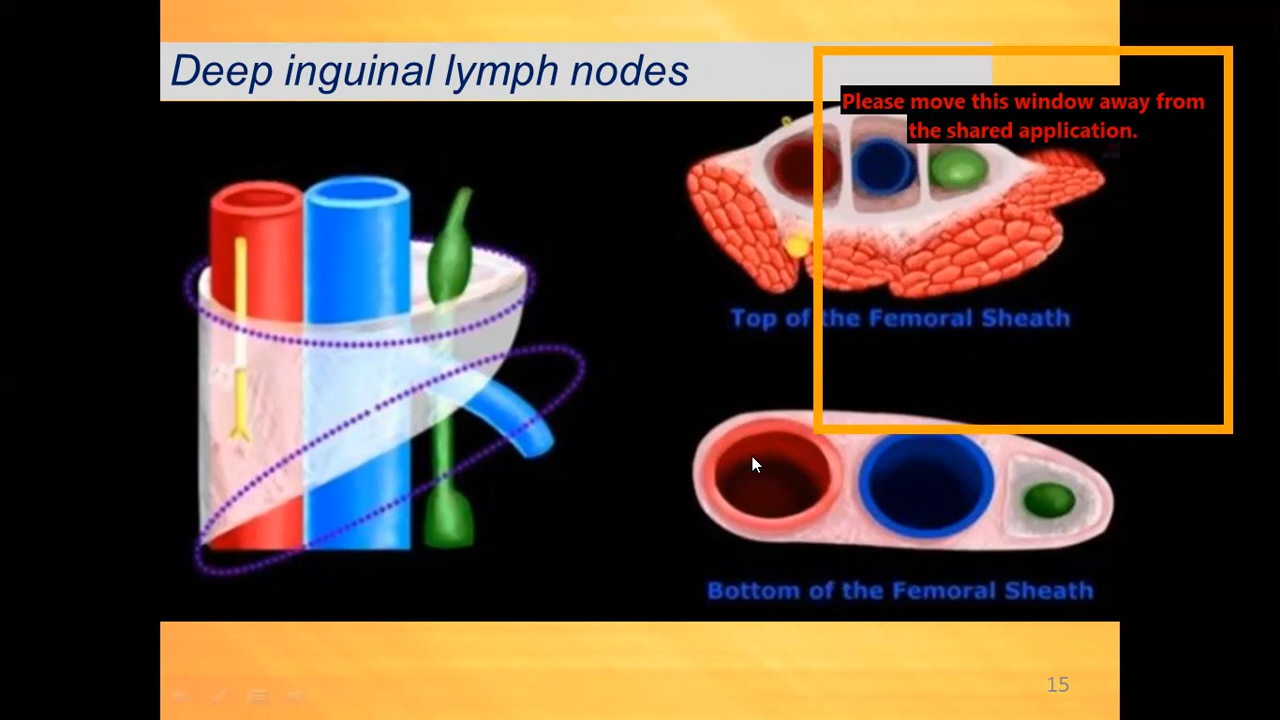 Deep inguinal lymph nodes
Please move this window away from
the shared application.
Top of the Femoral Sheath
Bottom of the Femoral Sheath
15